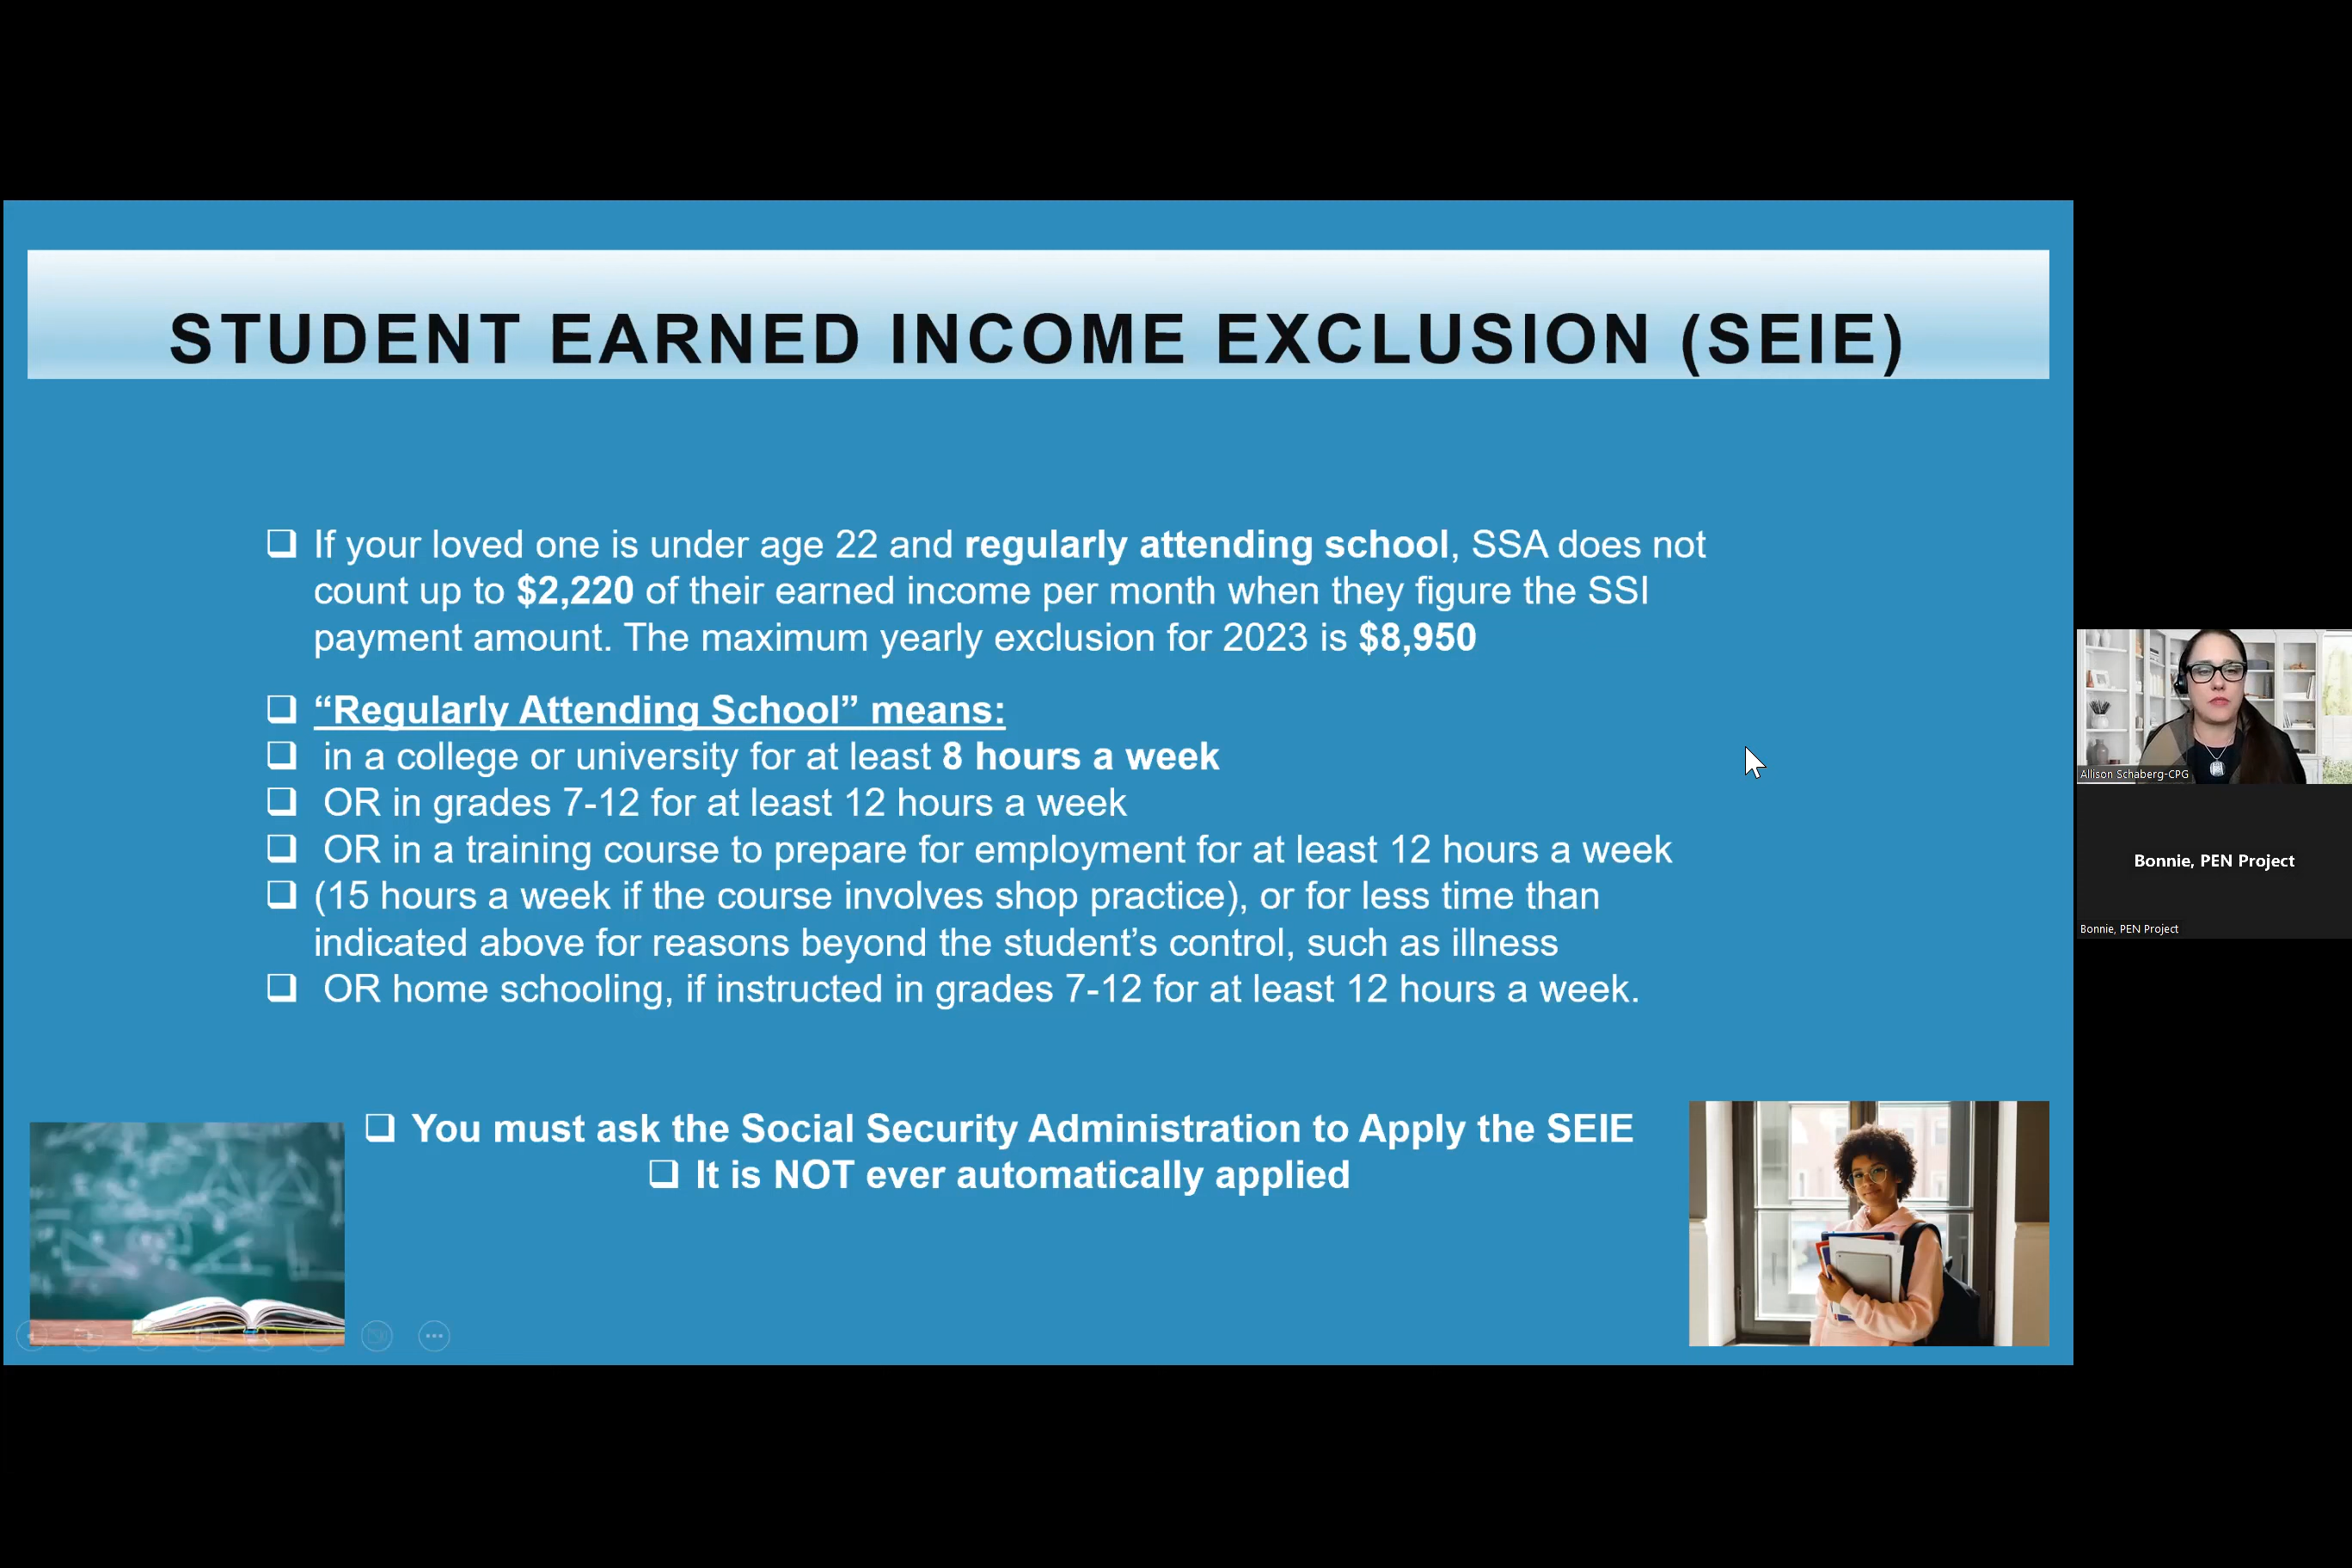 STUDENT EARNED INCOME EXCLUSION (SEIE)
❑ If your loved one is under age 22 and regularly attending school, SSA does not
count up to $2,220 of their earned income per month when they figure the SSI
payment amount. The maximum yearly exclusion for 2023 is $8,950
❑ “Regularly Attending School” means:
❑ in a college or university for at least 8 hours a week
❑ OR in grades 7-12 for at least 12 hours a week
❑ OR in a training course to prepare for employment for at least 12 hours a week
❑ (15 hours a week if the course involves shop practice), or for less time than
indicated above for reasons beyond the student’s control, such as illness
❑ OR home schooling, if instructed in grades 7-12 for at least 12 hours a week.
❑ You must ask the Social Security Administration to Apply the SEIE
❑ It is NOT ever automatically applied
Allison Schaberg-CPG
Bonnie, PEN Project
Bonnie, PEN Project